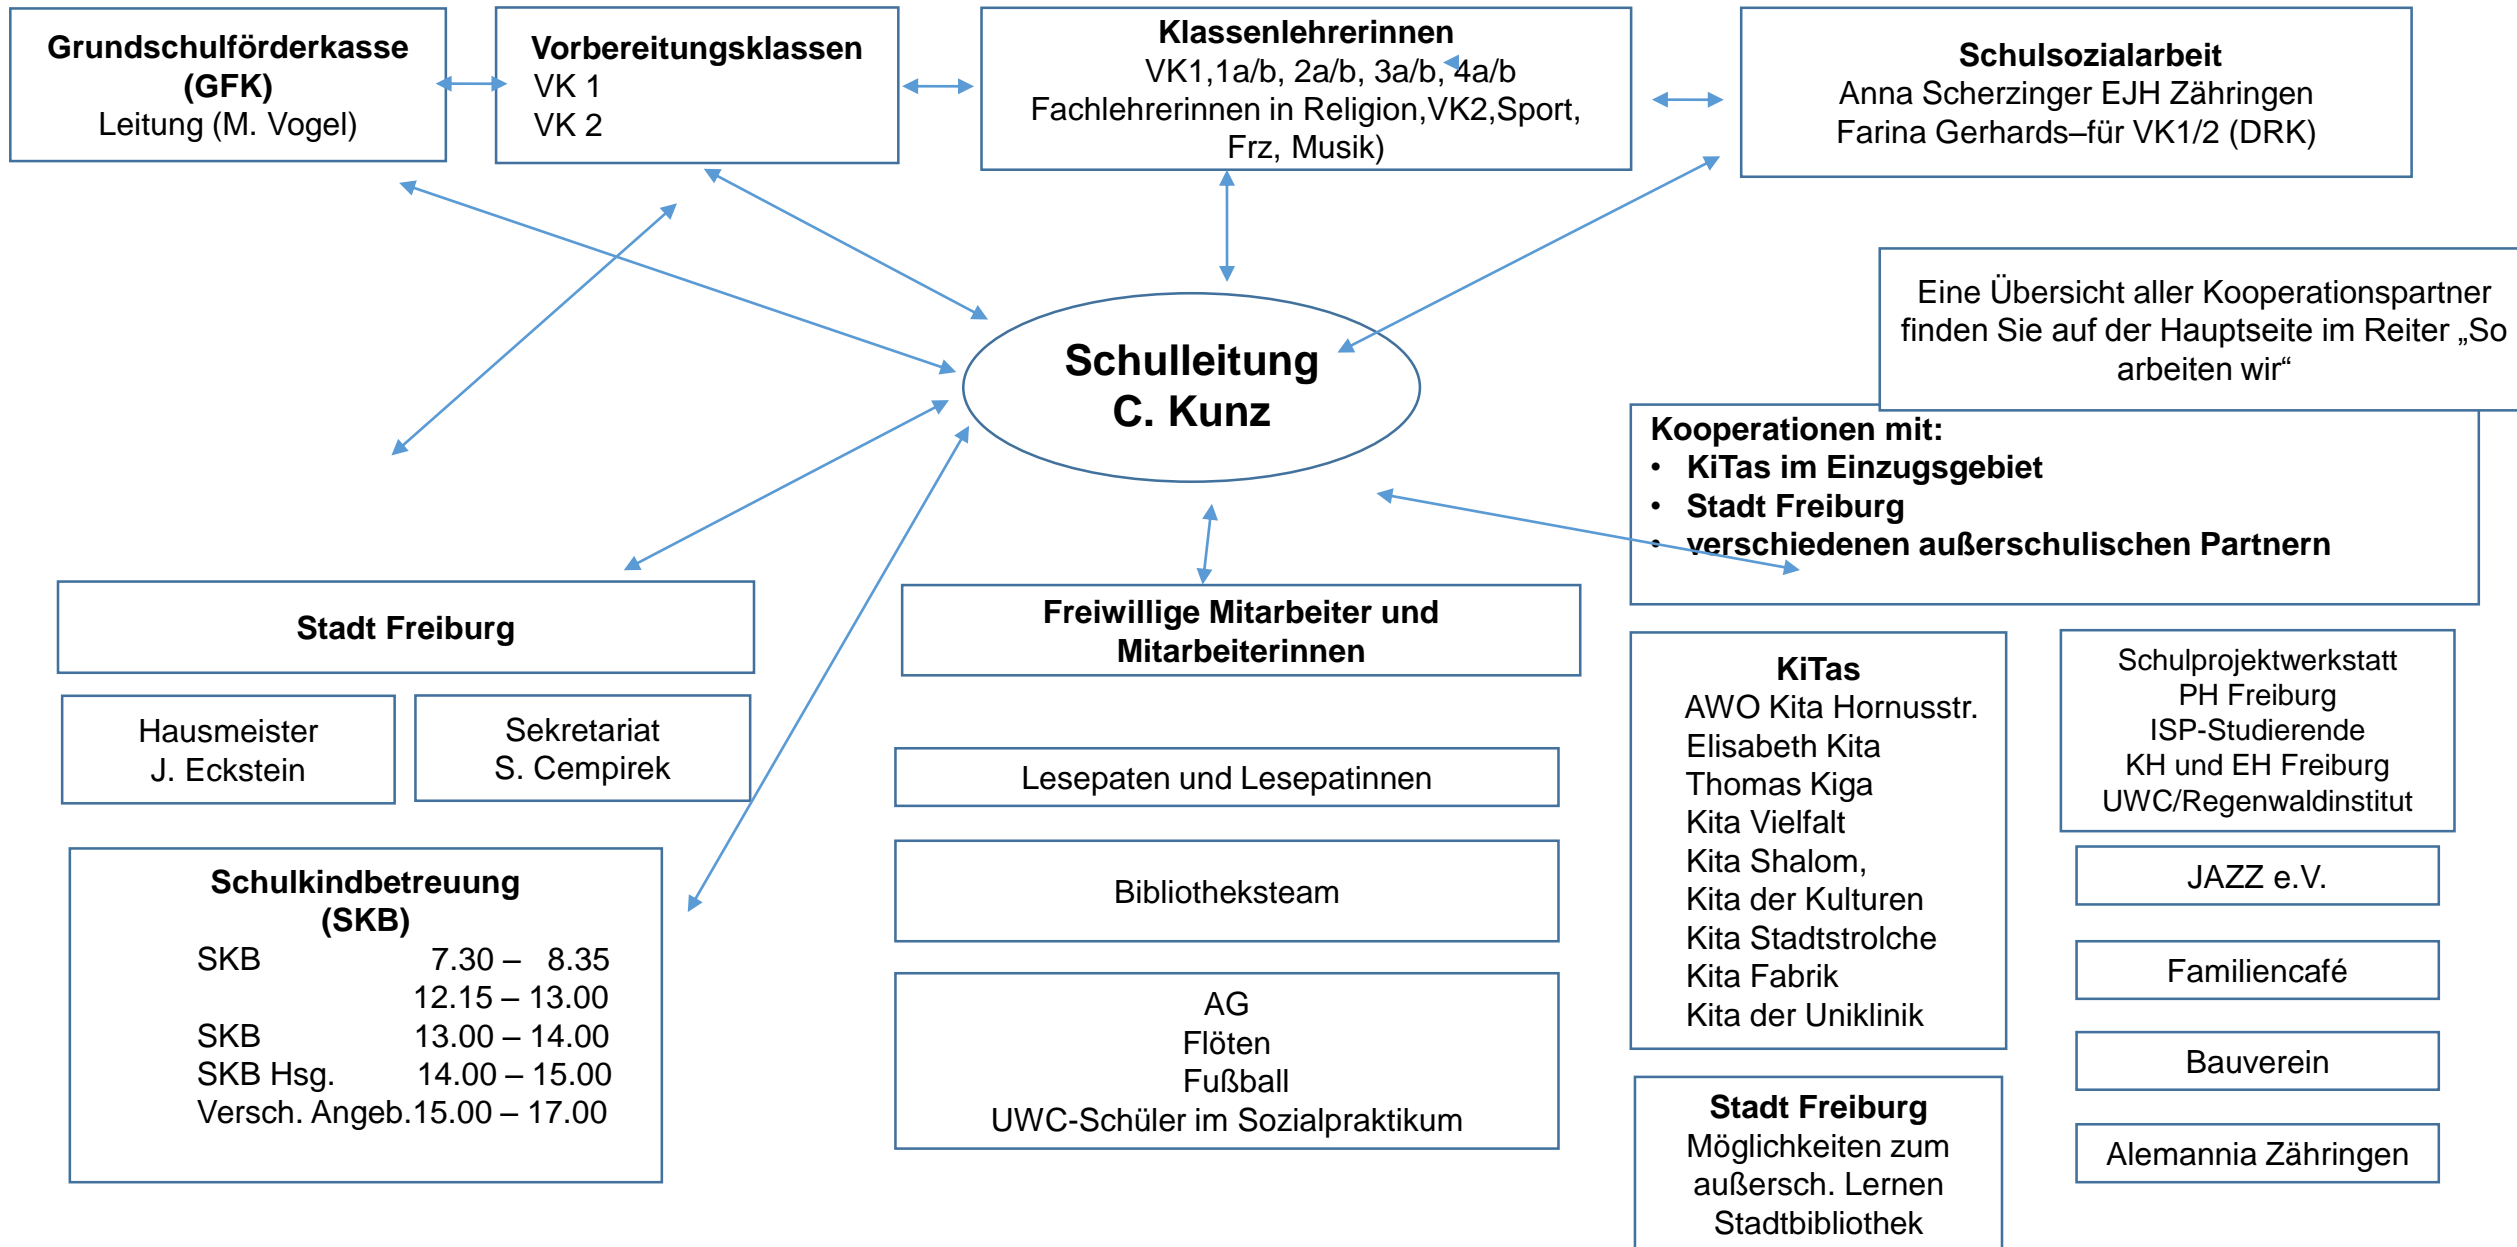 Grundschulförderkasse
(GFK)
Leitung (M. Vogel)
Vorbereitungsklassen
VK 1
VK 2
Klassenlehrerinnen
VK1,1a/b, 2a/b, 3a/b, 4a/b
Fachlehrerinnen in Religion,VK2,Sport,
Frz, Musik)
Schulsozialarbeit
Anna Scherzinger EJH Zähringen
Farina Gerhards–für VK1/2 (DRK)
Eine Übersicht aller Kooperationspartner
finden Sie auf der Hauptseite im Reiter „So
arbeiten wir“
Schulleitung
C. Kunz
Kooperationen mit:
• KiTas im Einzugsgebiet
• Stadt Freiburg
• verschiedenen außerschulischen Partnern
Stadt Freiburg
Hausmeister
J. Eckstein
Sekretariat
S. Cempirek
Schulkindbetreuung
(SKB)
SKB 7.30 – 8.35
12.15 – 13.00
SKB 13.00 – 14.00
SKB Hsg. 14.00 – 15.00
Versch. Angeb.15.00 – 17.00
Freiwillige Mitarbeiter und
Mitarbeiterinnen
Lesepaten und Lesepatinnen
Bibliotheksteam
AG
Flöten
Fußball
UWC-Schüler im Sozialpraktikum
KiTas
AWO Kita Hornusstr.
Elisabeth Kita
Thomas Kiga
Kita Vielfalt
Kita Shalom,
Kita der Kulturen
Kita Stadtstrolche
Kita Fabrik
Kita der Uniklinik
Stadt Freiburg
Möglichkeiten zum
außersch. Lernen
Stadtbibliothek
Schulprojektwerkstatt
PH Freiburg
ISP-Studierende
KH und EH Freiburg
UWC/Regenwaldinstitut
JAZZ e.V.
Familiencafé
Bauverein
Alemannia Zähringen